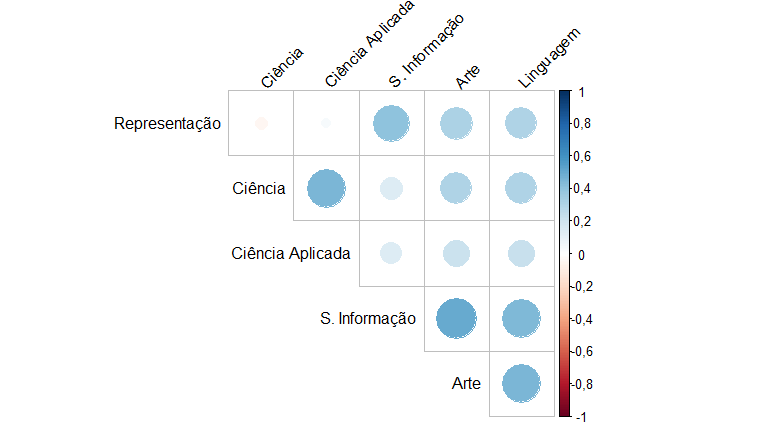 Ciência
Ciência Aplicada
S. Informação
Arte
Linguagem
Representação
Ciência
Ciência Aplicada
S. Informação
Arte
1
0,8
0,6
0,4
0,2
0
-0,2
-0,4
-0,6
-0,8
-1